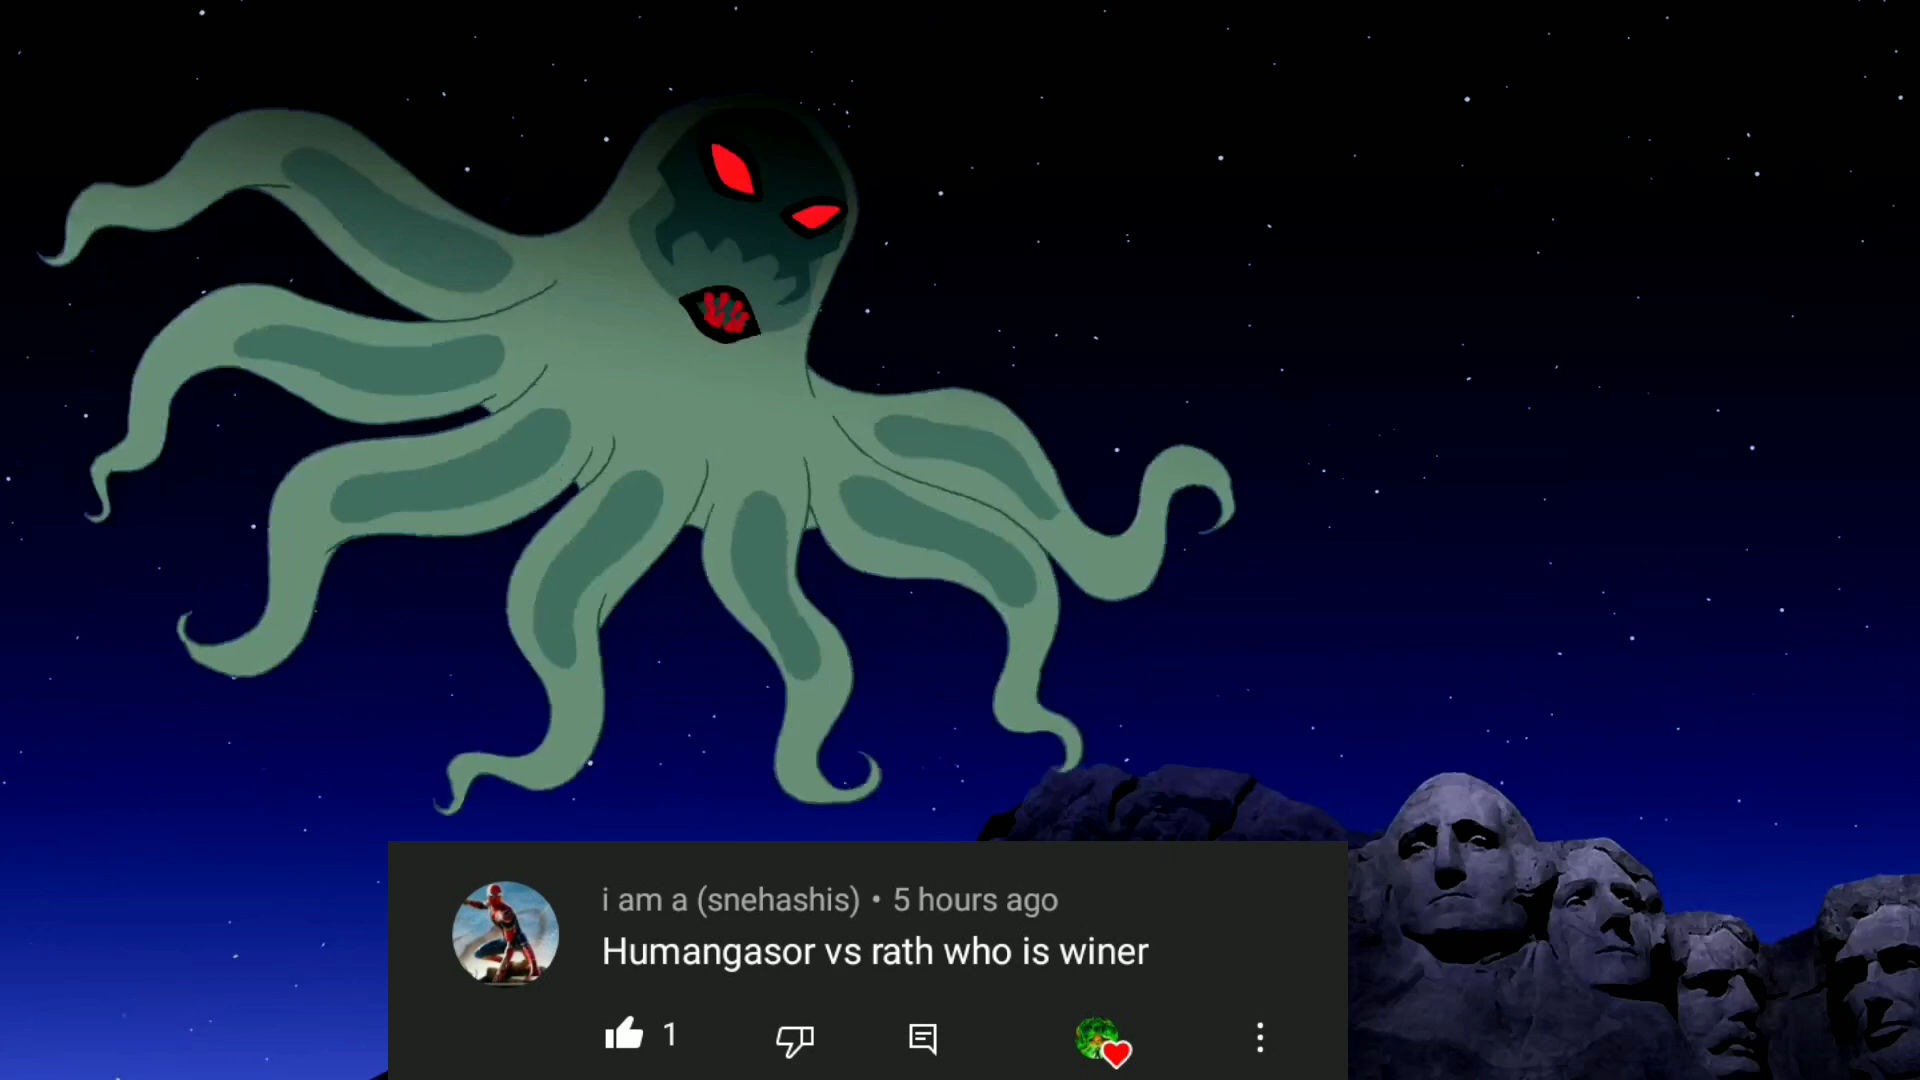 i am a (snehashis) • 5 hours ago
Humangasor vs rath who is winer
1